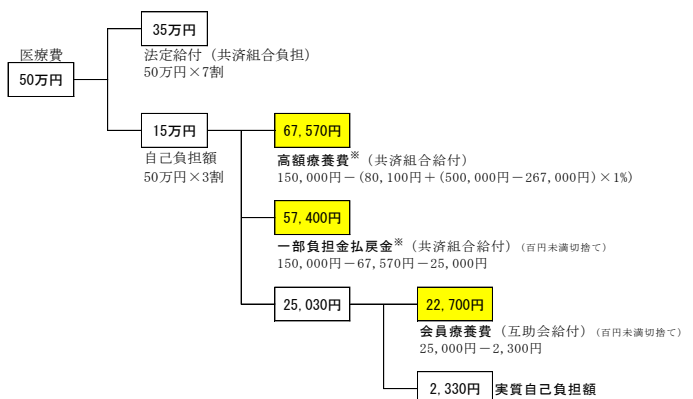 医療費
50万円
35万円
法定給付（共済組合負担）
50万円×7割
15万円
自己負担額
50万円×3割
67,570円
高額療養費※（共済組合給付）
150,000円－(80,100円＋(500,000円－267,000円)×1%)
57,400円
一部負担金払戻金※（共済組合給付）（百円未満切捨て）
150,000円－67,570円－25,000円
25,030円
22,700円
会員療養費（互助会給付）（百円未満切捨て）
25,000円－2,300円
2,330円 実質自己負担額